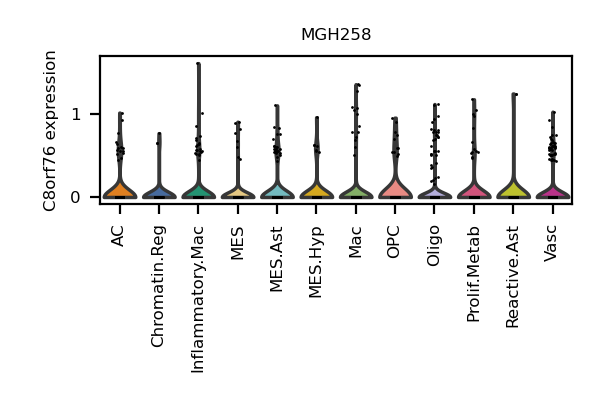 MGH258
C8orf76 expression
1
0
AC
Chromatin.Reg
Inflammatory.Mac
MES
MES.Ast
MES.Hyp
Mac
OPC
Oligo
Prolif.Metab
Reactive.Ast
Vasc